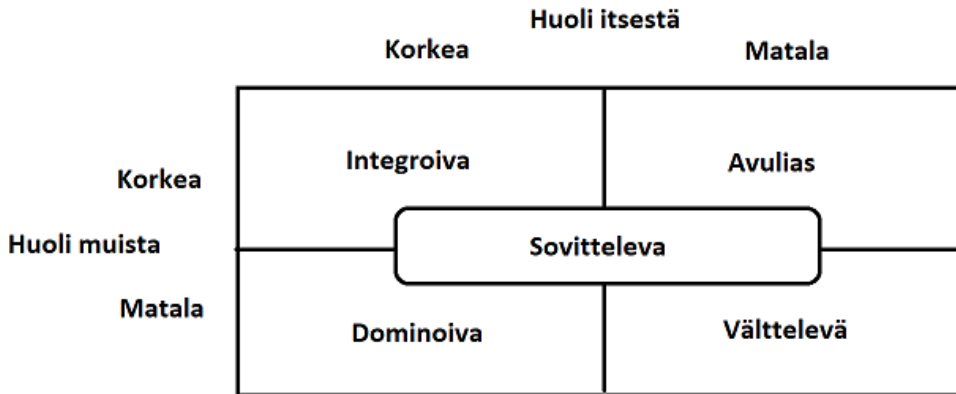 Huoli itsestä
Korkea
Matala
Integroiva
Avulias
Korkea
Huoli muista
Sovitteleva
Matala
Dominoiva
Välttelevä